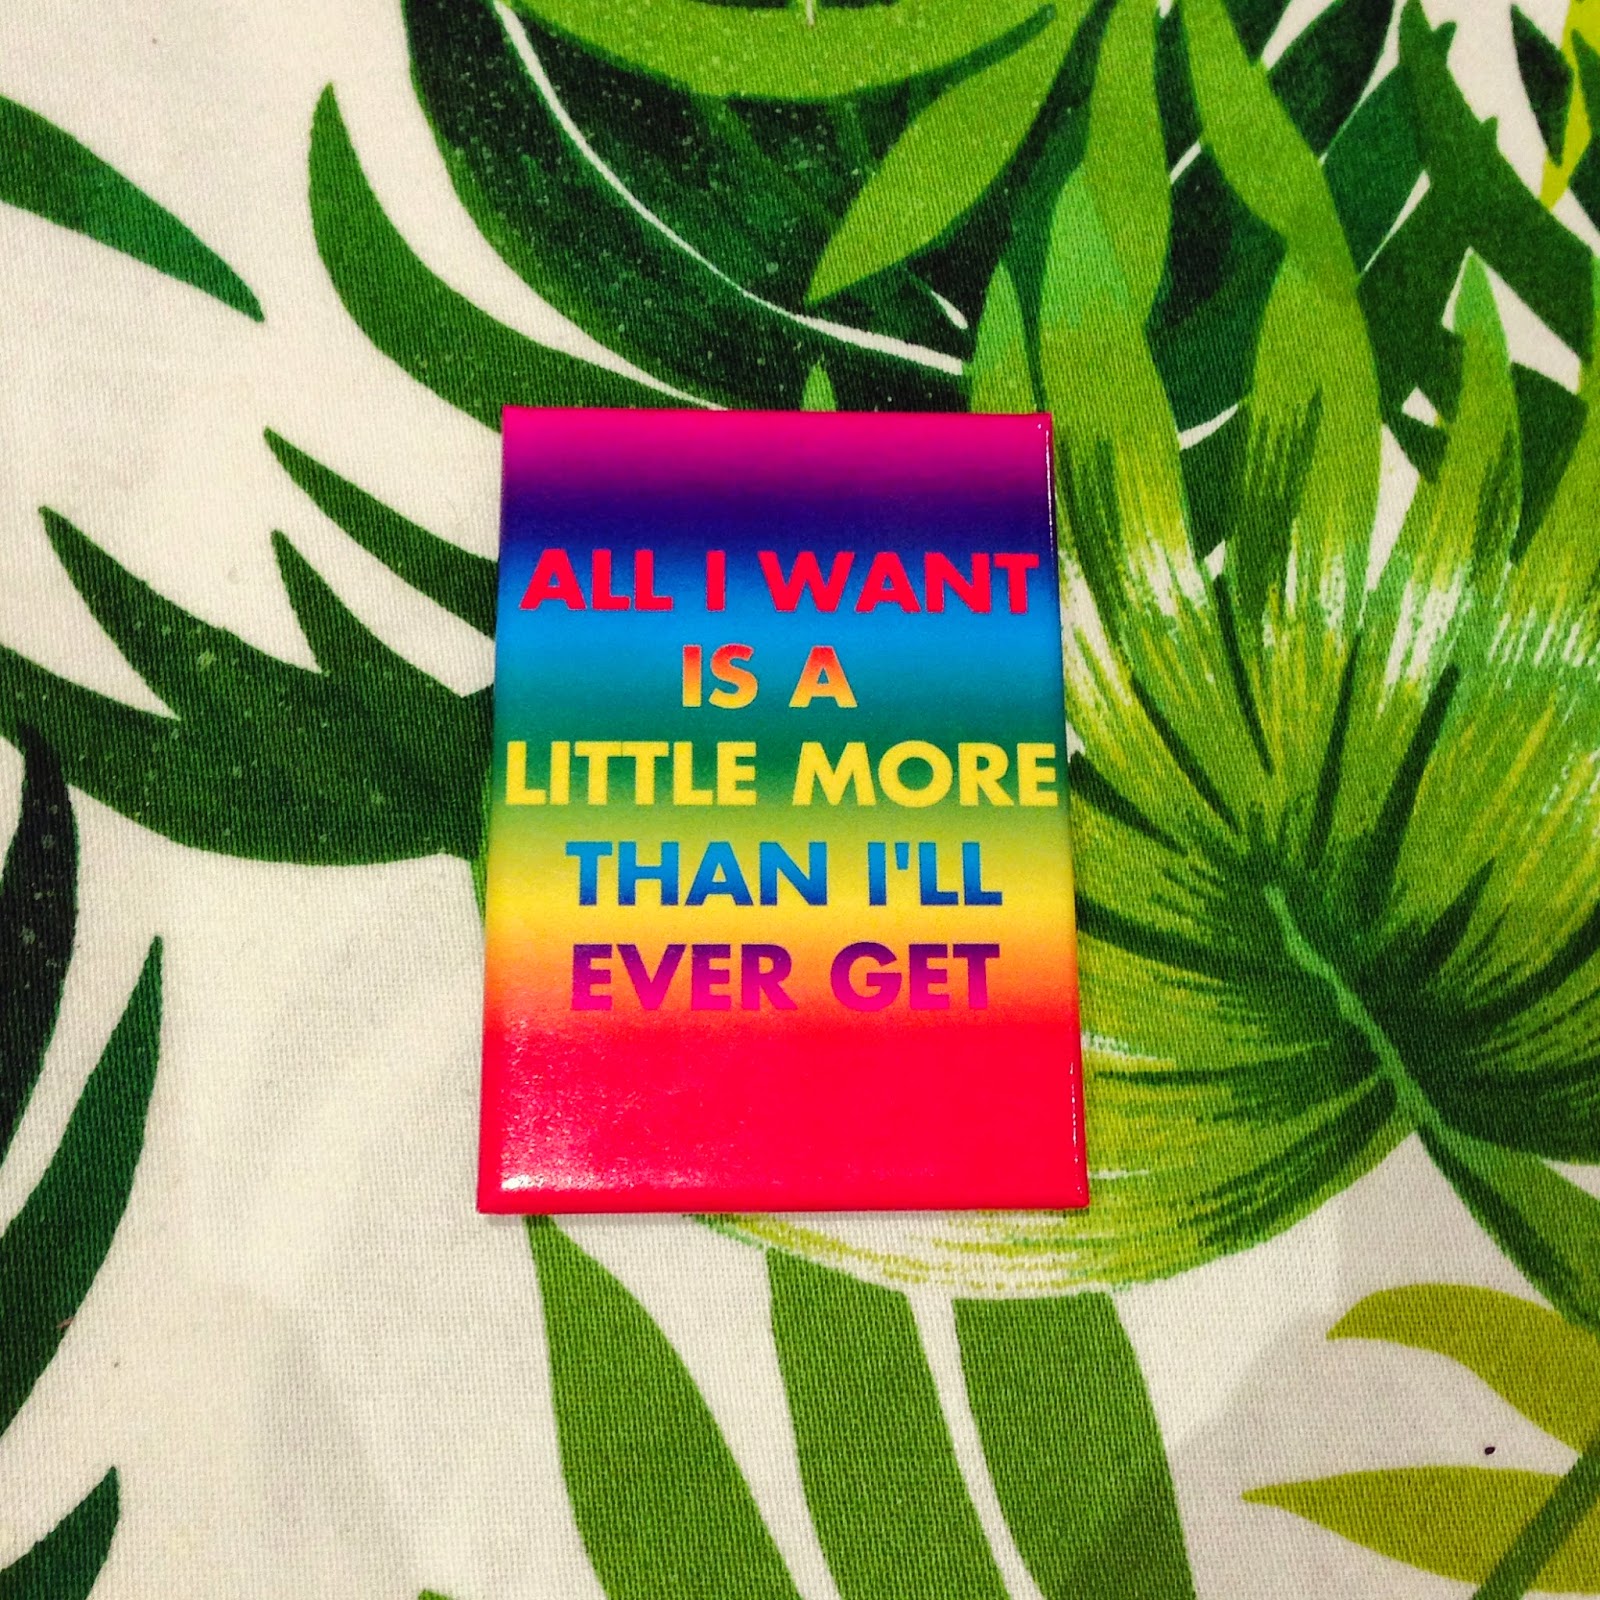 ALL I WANT
IS A
LITTLE MORE
THAN I'LL
EVER GET